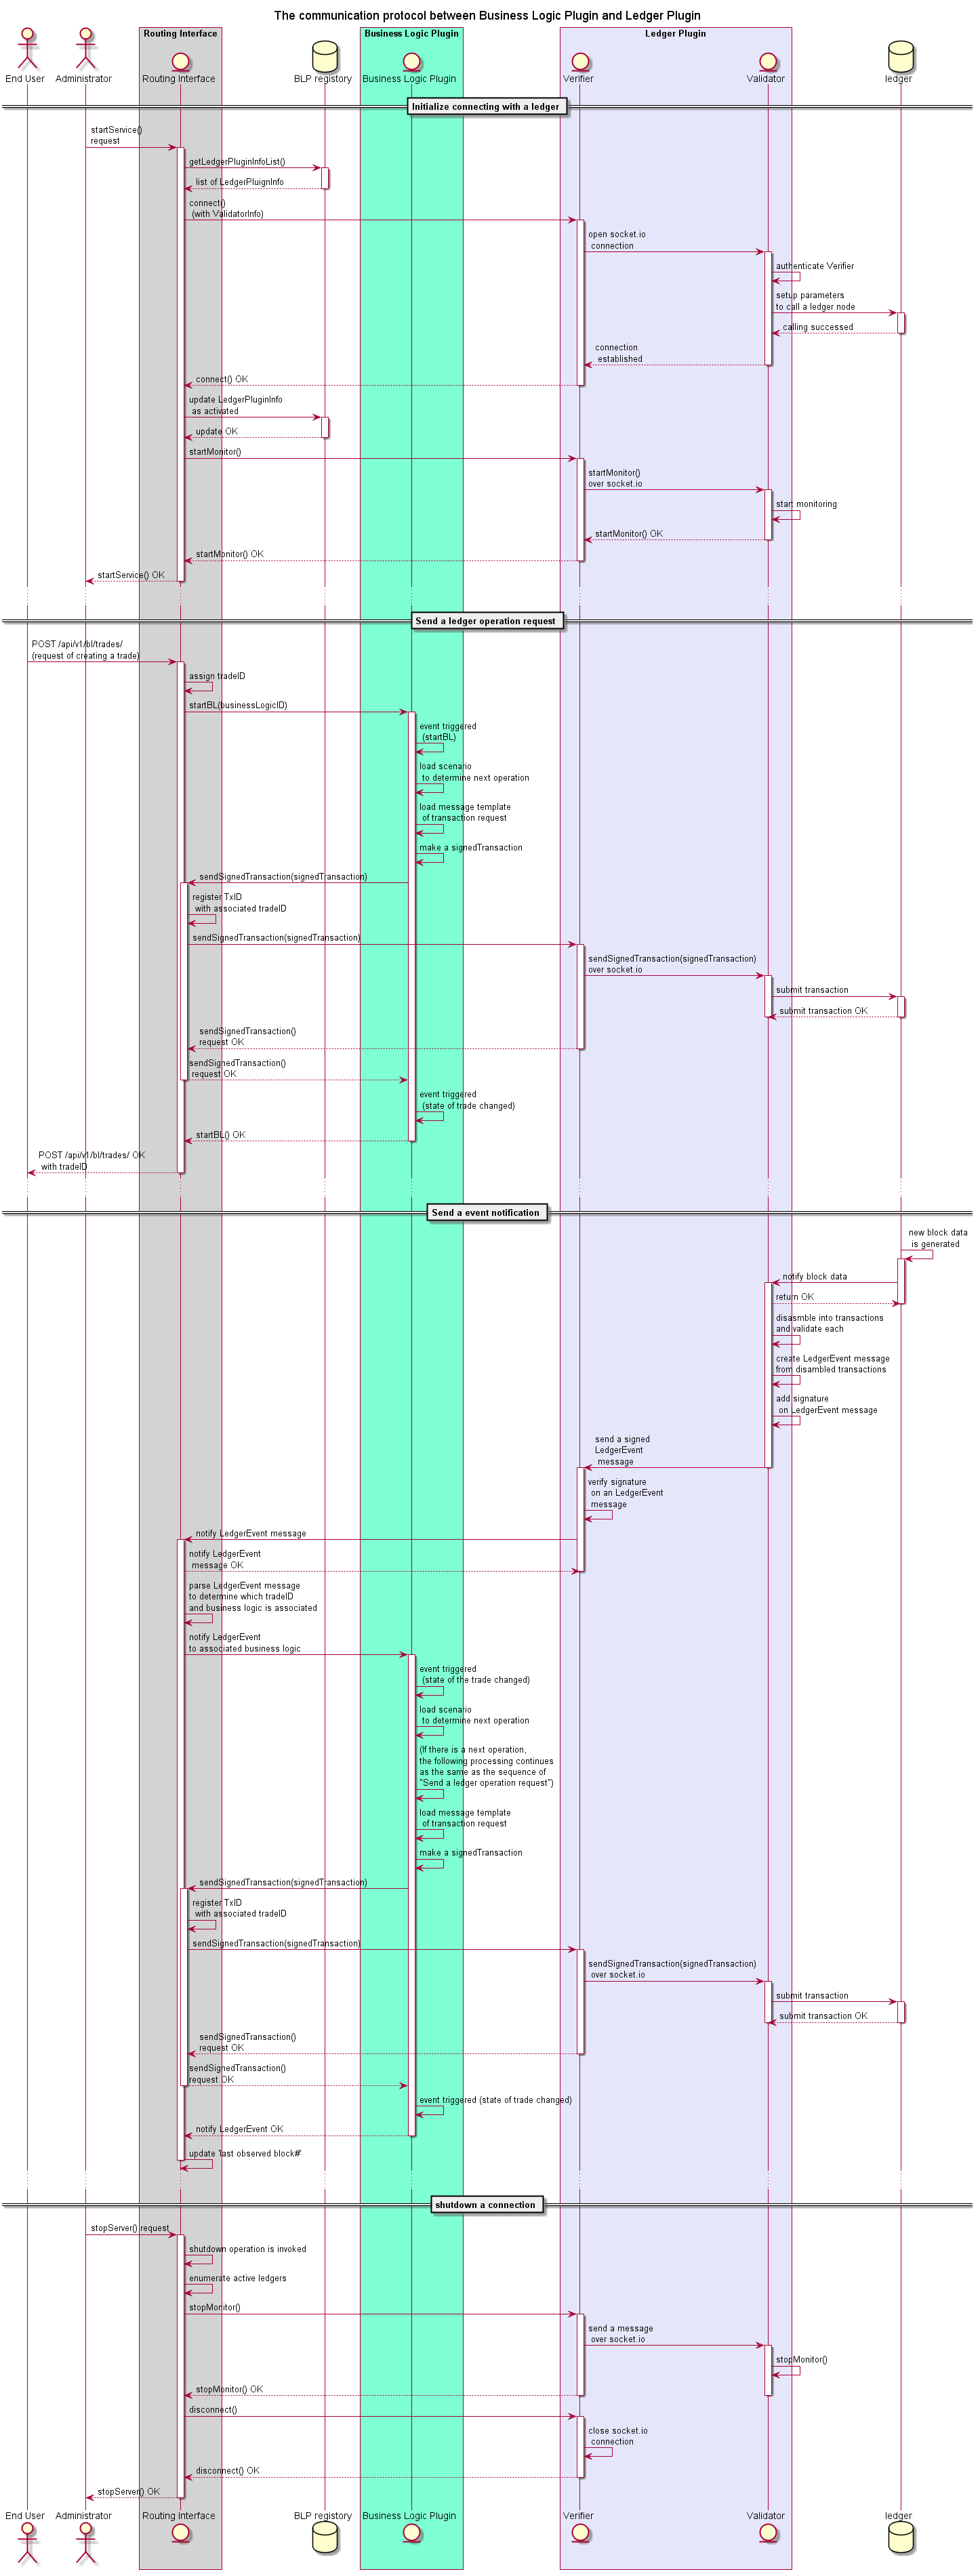 The communication protocol between Business Logic Plugin and Ledger Plugin
Routing Interface
Business Logic Plugin
Ledger Plugin
End User
Administrator
Routing Interface
BLP registry
Business Logic Plugin
Verifier
Validator
ledger
Initialize connecting with a ledger
startService()
request
getLedgerPluginInfoList()
list of LedgerPluignInfo
connect()
(with ValidatorInfo)
open socket.io
connection
authenticate Verifier
setup parameters
to call a ledger node
calling successed
connection
established
connect() OK
update LedgerPluginInfo
as activated
update OK
startMonitor()
startMonitor()
over socket.io
start monitoring
startMonitor() OK
startMonitor() OK
startService() OK
Send a ledger operation request
POST /api/v1/bl/trades/
(request of creating a trade)
assign tradeID
startBL(businessLogicID)
event triggered
(startBL)
load scenario
to determine next operation
load message template
of transaction request
make a signedTransaction
sendSignedTransaction(signedTransaction)
register TxID
with associated tradeID
sendSignedTransaction(signedTransaction)
sendSignedTransaction(signedTransaction)
over socket.io
submit transaction
submit transaction OK
sendSignedTransaction()
request OK
sendSignedTransaction()
request OK
event triggered
(state of trade changed)
startBL() OK
POST /api/v1/bl/trades/ OK
with tradeID
Send a event notification
new block data
is generated
notify block data
return OK
disasmble into transactions
and validate each
create LedgerEvent message
from disambled transactions
add signature
on LedgerEvent message
send a signed
LedgerEvent
message
verify signature
on an LedgerEvent
message
notify LedgerEvent message
notify LedgerEvent
message OK
parse LedgerEvent message
to determine which tradeID
and business logic is associated
notify LedgerEvent
to associated business logic
event triggered
(state of the trade changed)
load scenario
to determine next operation
(If there is a next operation,
the following processing continues
as the same as the sequence of
"Send a ledger operation request")
load message template
of transaction request
make a signedTransaction
sendSignedTransaction(signedTransaction)
register TxID
with associated tradeID
sendSignedTransaction(signedTransaction)
sendSignedTransaction(signedTransaction)
over socket.io
submit transaction
submit transaction OK
sendSignedTransaction()
request OK
sendSignedTransaction()
request OK
event triggered (state of trade changed)
notify LedgerEvent OK
update 'last observed block#'
shutdown a connection
stopServer() request
shutdown operation is invoked
enumerate active ledgers
stopMonitor()
send a message
over socket.io
stopMonitor()
stopMonitor() OK
disconnect()
close socket.io
connection
disconnect() OK
stopServer() OK
End User
Administrator
Routing Interface
BLP registry
Business Logic Plugin
Verifier
Validator
ledger